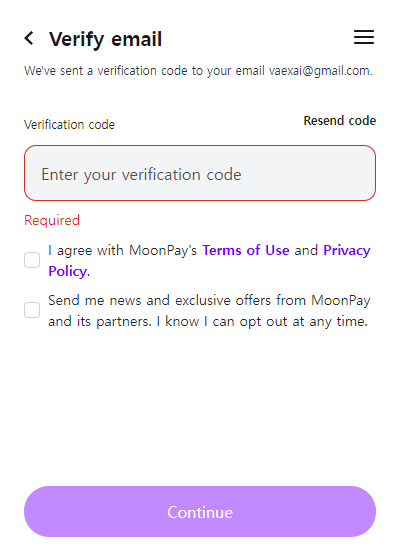 Verify email
We've sent a verification code to your email vaexai@gmail.com.
Verification code
Resend code
Enter your verification code
Required
I agree with MoonPay's Terms of Use and Privacy
Policy.
Send me news and exclusive offers from MoonPay
and its partners. I know I can opt out at any time.
Continue